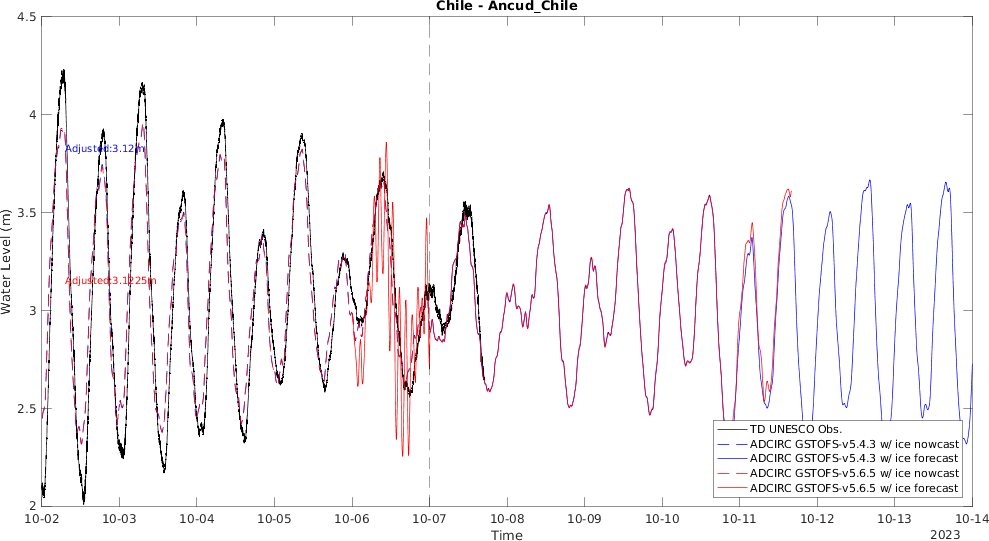 Chile - Ancud_Chile
4.5
4
3.5
3
2.5
2
Water Level (m)
Adjusted:3.12m
Adjusted:3.1225m
TD UNESCO Obs.
ADCIRC GSTOFS-v5.4.3 w/ ice nowcast
ADCIRC GSTOFS-v5.4.3 w/ ice forecast
ADCIRC GSTOFS-v5.6.5 w/ ice nowcast
ADCIRC GSTOFS-v5.6.5 w/ ice forecast
10-02 10-03 10-04 10-05 10-06 10-07 10-08 10-09 10-10 10-11 10-12 10-13 10-14
Time
2023